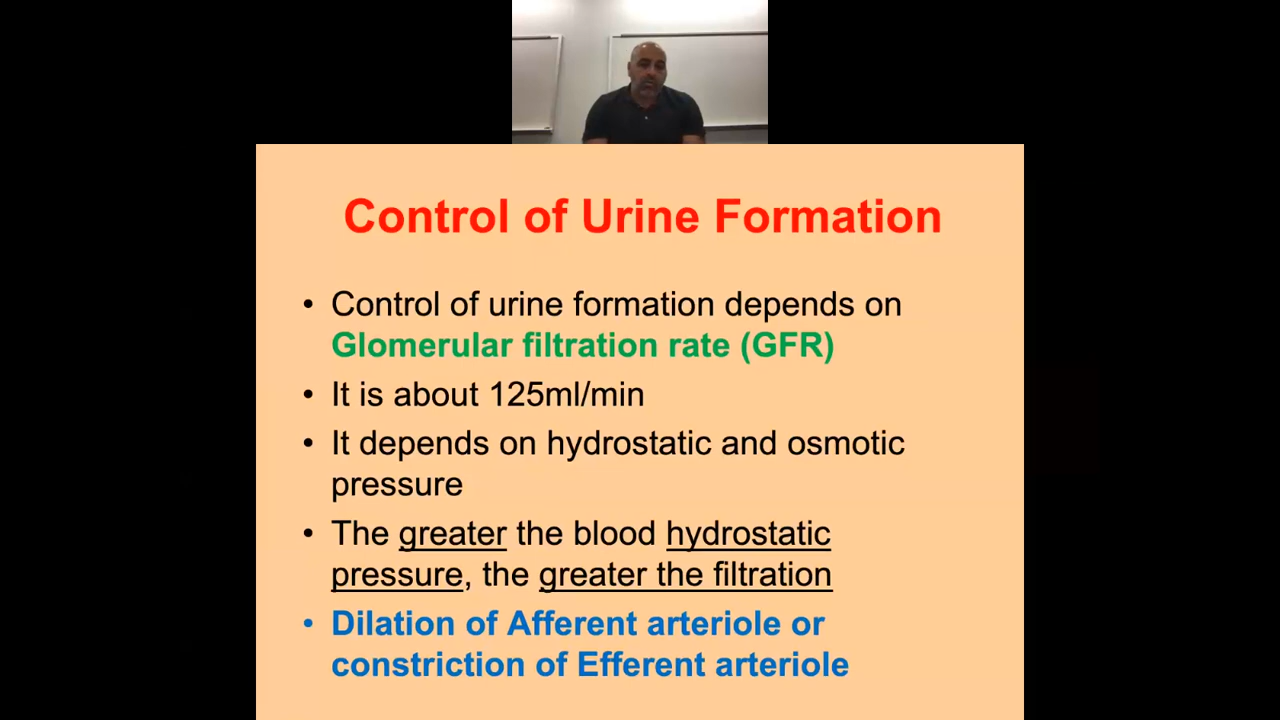 Control of Urine Formation
• Control of urine formation depends on
Glomerular filtration rate (GFR)
• It is about 125ml/min
• It depends on hydrostatic and osmotic
pressure
• The greater the blood hydrostatic
pressure, the greater the filtration
• Dilation of Afferent arteriole or
constriction of Efferent arteriole